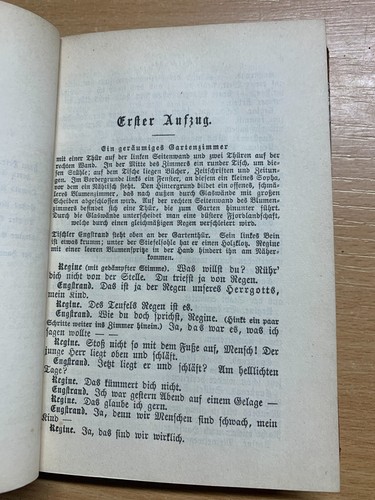 Erster Aufzug.
Ein geräumiges Gartenzimmer
mit einer Thür auf der linken Seitenwand und zwei Thüren auf der
rechten Wand. In der Mitte des Zimmers ein runder Tisch, um die-
sen Stühle; auf dem Tische liegen Bücher, Zeitschriften und Zeitun-
gen. Im Vordergrunde links ein Fenster, an diesem ein kleines Sopha,
vor dem ein Nähtisch steht. Den Hintergrund bildet ein offenes, schmäle-
res Blumenzimmer, das nach außen durch Glaswände mit großen
Scheiben abgeschlossen wird. Auf der rechten Seitenwand des Blumen-
zimmers befindet sich eine Thür, die zum Garten hinunter führt.
Durch die Glaswände unterscheidet man eine düstere Fjordlandschaft,
welche durch einen gleichmäßigen Regen verschleiert wird.
Tischler Engstrand steht oben an der Gartenthür. Sein linkes Bein
ist etwas krumm; unter der Stiefelsohle hat er einen Holzklotz. Regine
mit einer leeren Blumenspritze in der Hand hindert ihn am Näher-
kommen.
Regine (mit gedämpfter Stimme). Was willst du? Rühr'
dich nicht von der Stelle. Du triefst ja von Regen.
Engstrand. Es ist ja der Regen unseres Herrgotts,
mein Kind.
Regine. Des Teufels Regen ist es.
Engstrand. Wie du doch sprichst, Regine. (Hinkt ein paar
Schritte weiter ins Zimmer hinein.) Ja, das war es, was ich
sagen wollte — —
Regine. Stoß nicht so mit dem Fuße auf, Mensch! Der
junge Herr liegt oben und schläft.
Engstrand. Jetzt liegt er und schläft? Am helllichten
Tage?
Regine. Das kümmert dich nicht.
Engstrand. Ich war gestern Abend auf einem Gelage —
Regine. Das glaube ich gern.
Engstrand. Ja, denn wir Menschen sind schwach, mein
Kind —
Regine. Ja, das sind wir wirklich.